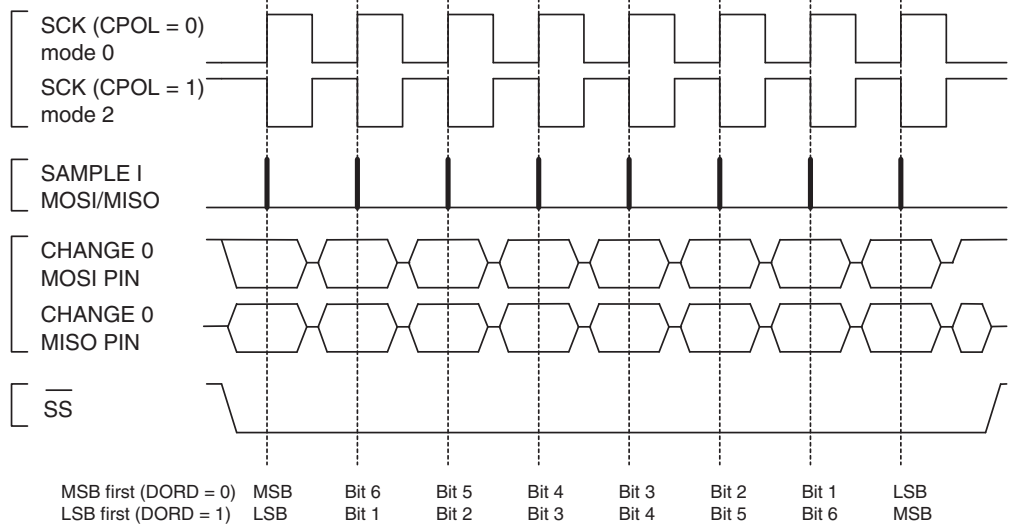 SCK (CPOL = 0)
mode 0
SCK (CPOL = 1)
mode 2
SAMPLE I
MOSI/MISO
CHANGE 0
MOSI PIN
CHANGE 0
MISO PIN
SS
MSB first (DORD = 0) MSB Bit 6 Bit 5 Bit 4 Bit 3 Bit 2 Bit 1 LSB
LSB first (DORD = 1) LSB Bit 1 Bit 2 Bit 3 Bit 4 Bit 5 Bit 6 MSB